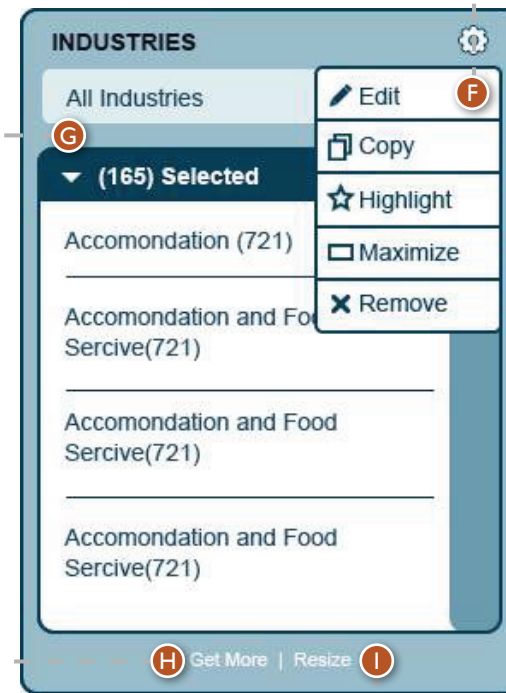 INDUSTRIES
All Industries
Edit
F
G
Copy
(165) Selected
Highlight
Accomondation (721)
Maximize
Remove
Accomondation and Foo
Sercive(721)
Accomondation and Food
Sercive(721)
Accomondation and Food
Sercive(721)
H Get More | Resize I